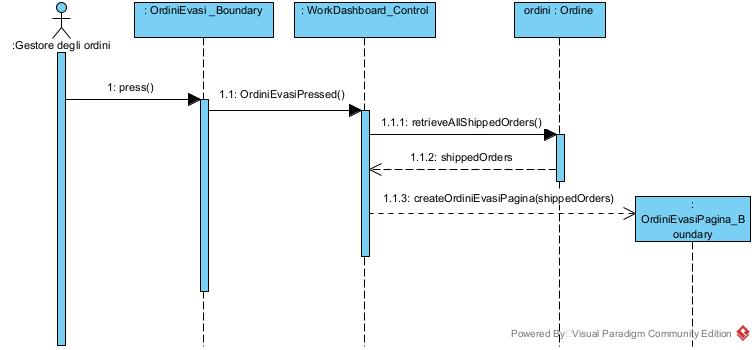 : OrdiniEvasi _Boundary
: WorkDashboard_Control
ordini : Ordine
:Gestore degli ordini
1: press()
1.1: OrdiniEvasiPressed()
1.1.1: retrieveAllShippedOrders()
1.1.2: shippedOrders
1.1.3: createOrdiniEvasiPagina(shippedOrders)
:
OrdiniEvasiPagina_B
oundary
Powered By Visual Paradigm Community Edition